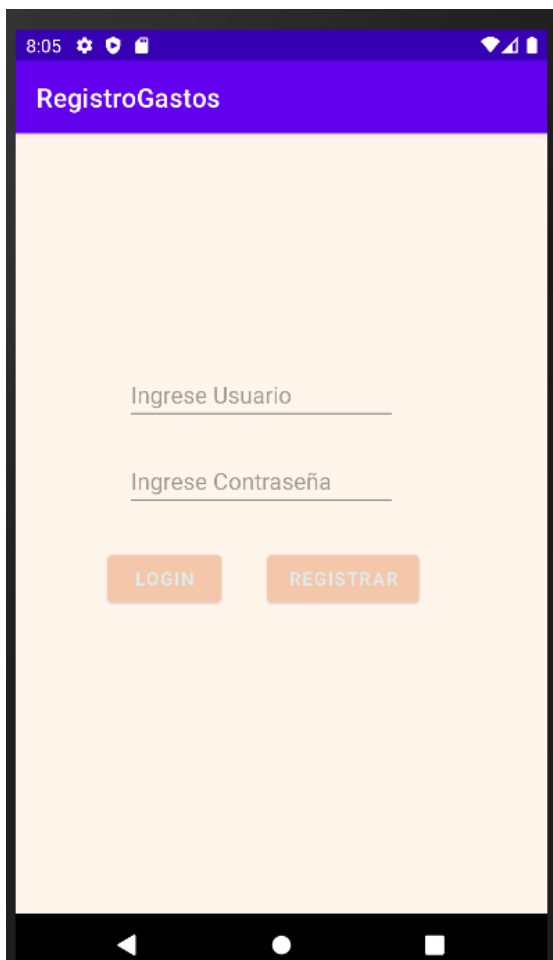 8:05
RegistroGastos
Ingrese Usuario
Ingrese Contraseña
LOGIN REGISTRAR